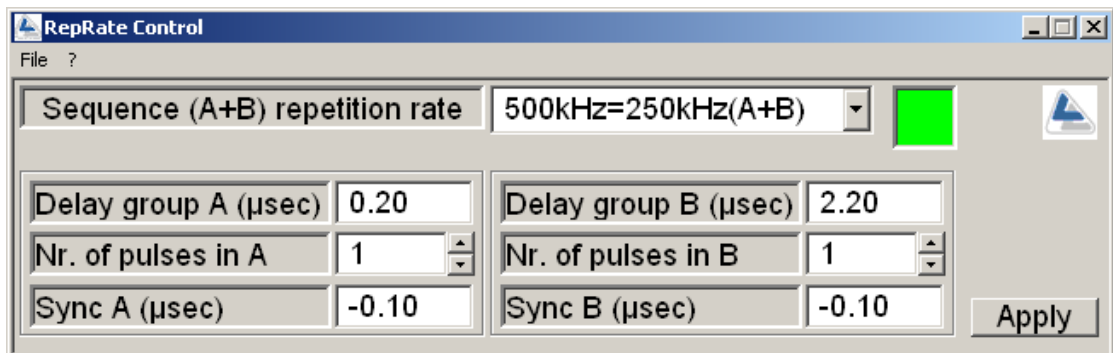 RepRate Control
File ?
Sequence (A+B) repetition rate 500kHz=250kHz(A+B)
Delay group A (µsec) 0.20 Delay group B (µsec) 2.20
Nr. of pulses in A 1 Nr. of pulses in B 1
Sync A (µsec) -0.10 Sync B (µsec) -0.10
Apply